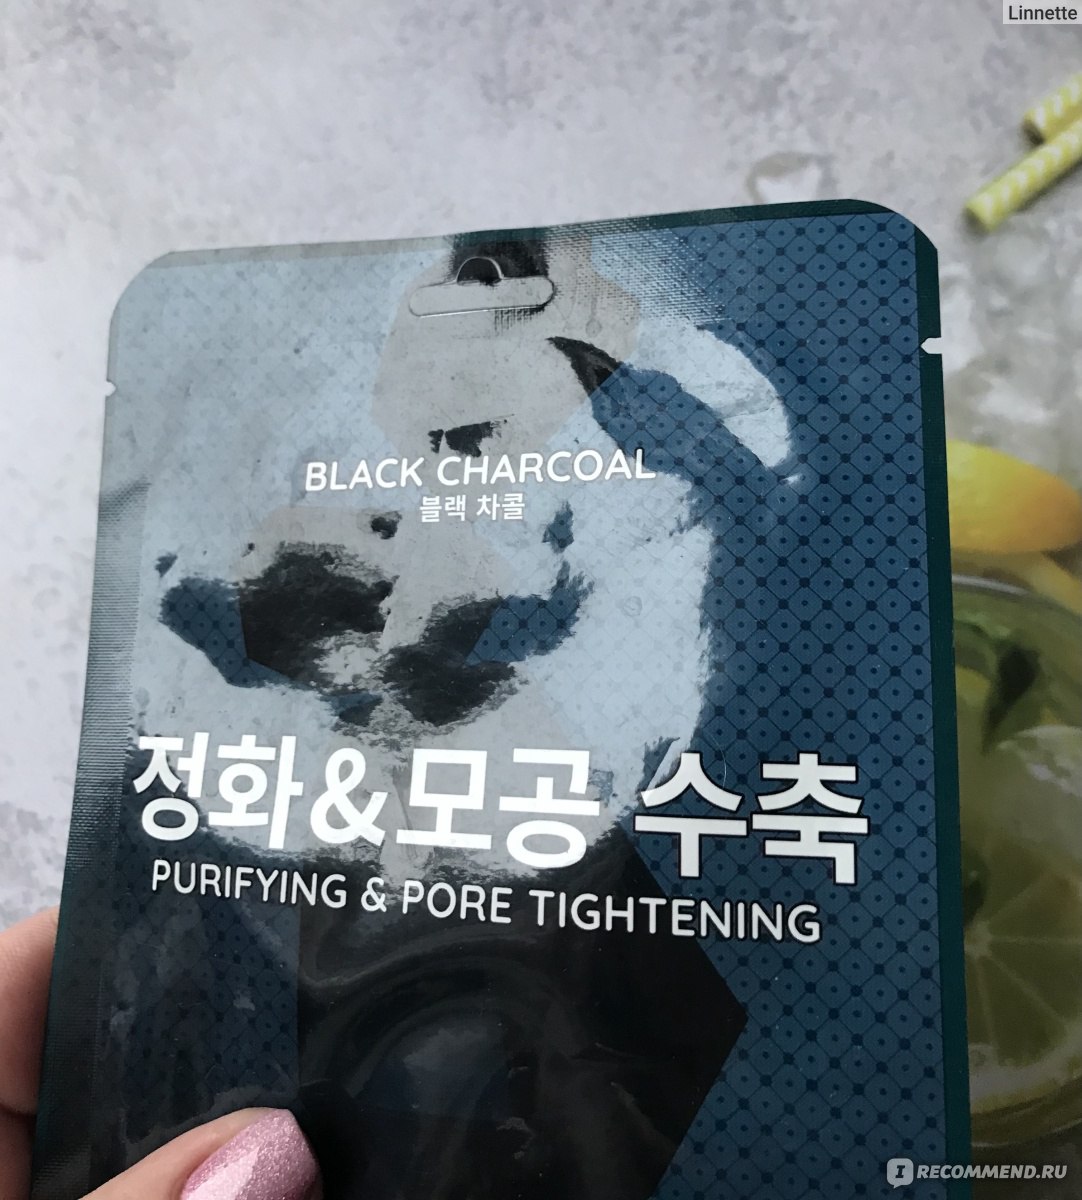 Linnette
BLACK CHARCOAL
블랙 차콜
정화&모공 수축
PURIFYING & PORE TIGHTENING
I RECOMMEND.RU